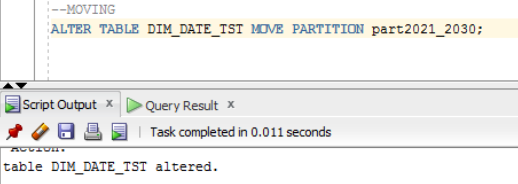 --MOVING
ALTER TABLE DIM_DATE_TST MOVE PARTITION part2021_2030;
Script Output x Query Result x
Task completed in 0.011 seconds
Action:
table DIM_DATE_TST altered.